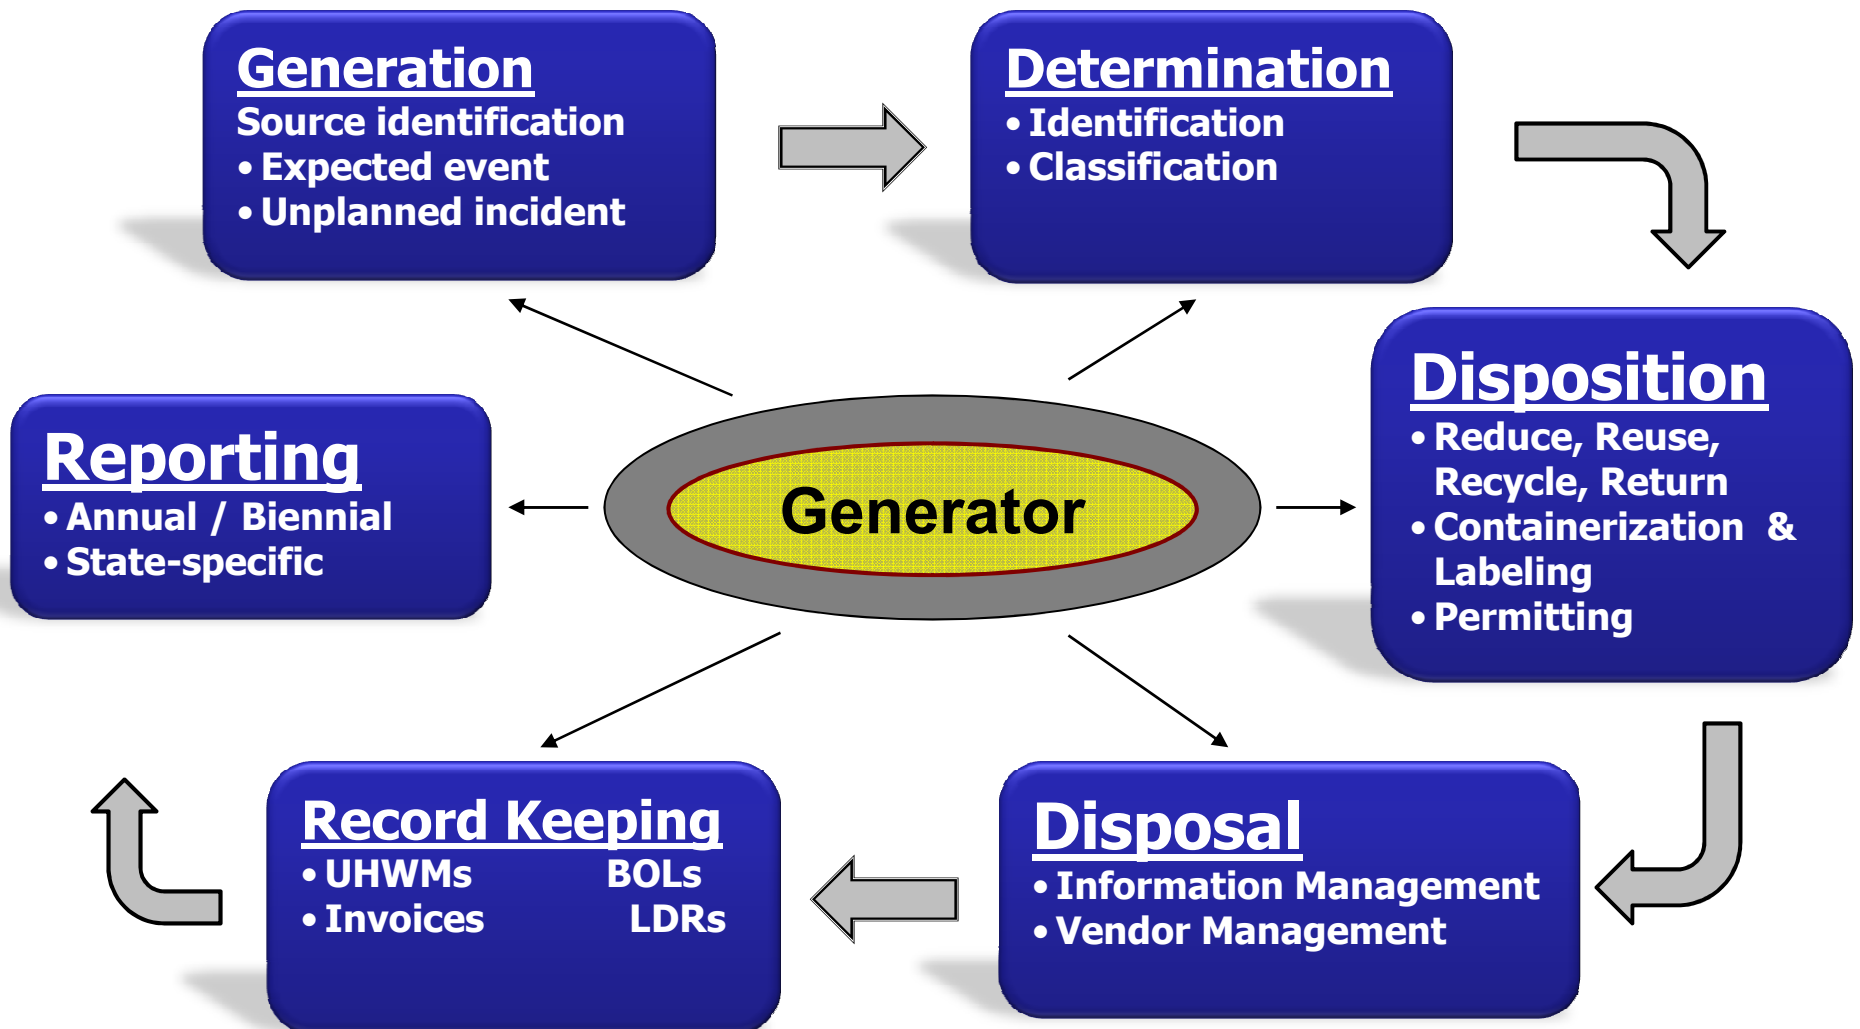 Generation
Source identification
• Expected event
• Unplanned incident
Determination
• Identification
• Classification
Disposition
• Reduce, Reuse,
Recycle, Return
• Containerization &
Labeling
• Permitting
Reporting
• Annual / Biennial
• State-specific
Generator
Record Keeping
• UHWMs BOLs
• Invoices LDRs
Disposal
• Information Management
• Vendor Management